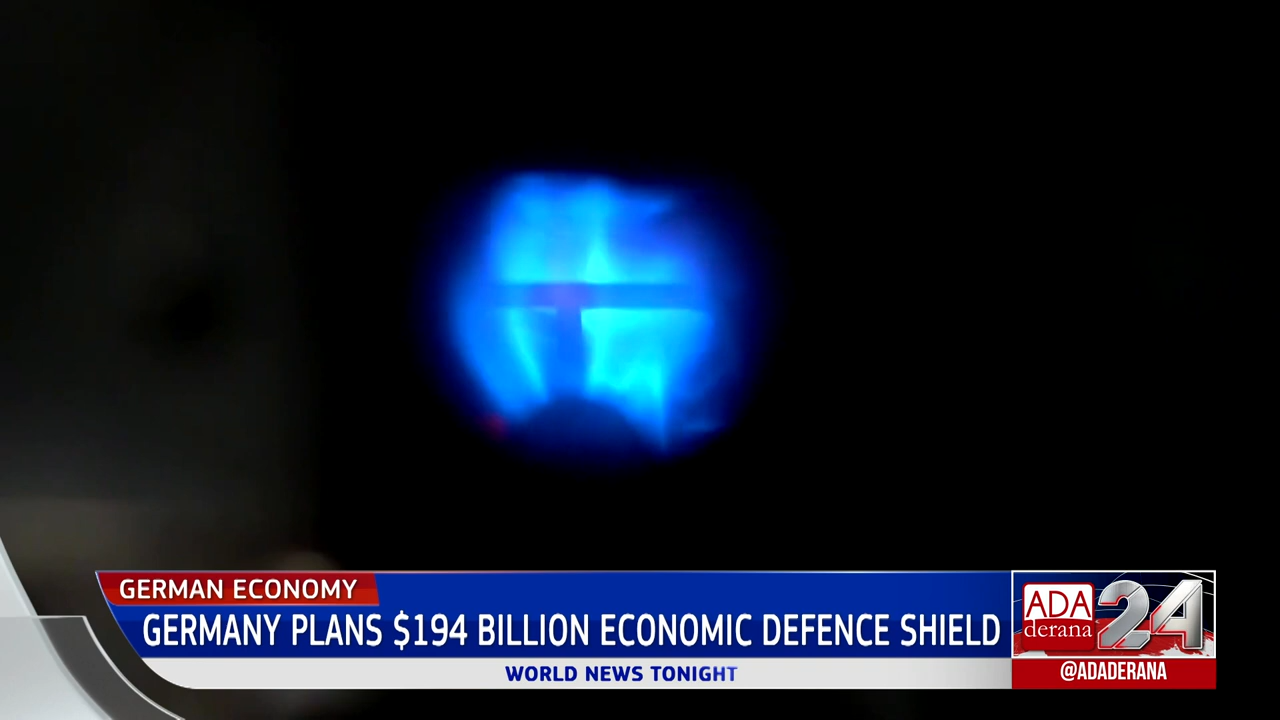 GERMAN ECONOMY
GERMANY PLANS $194 BILLION ECONOMIC DEFENCE SHIELD
WORLD NEWS TONIGHT
ADA
derana
24
@ADADERANA